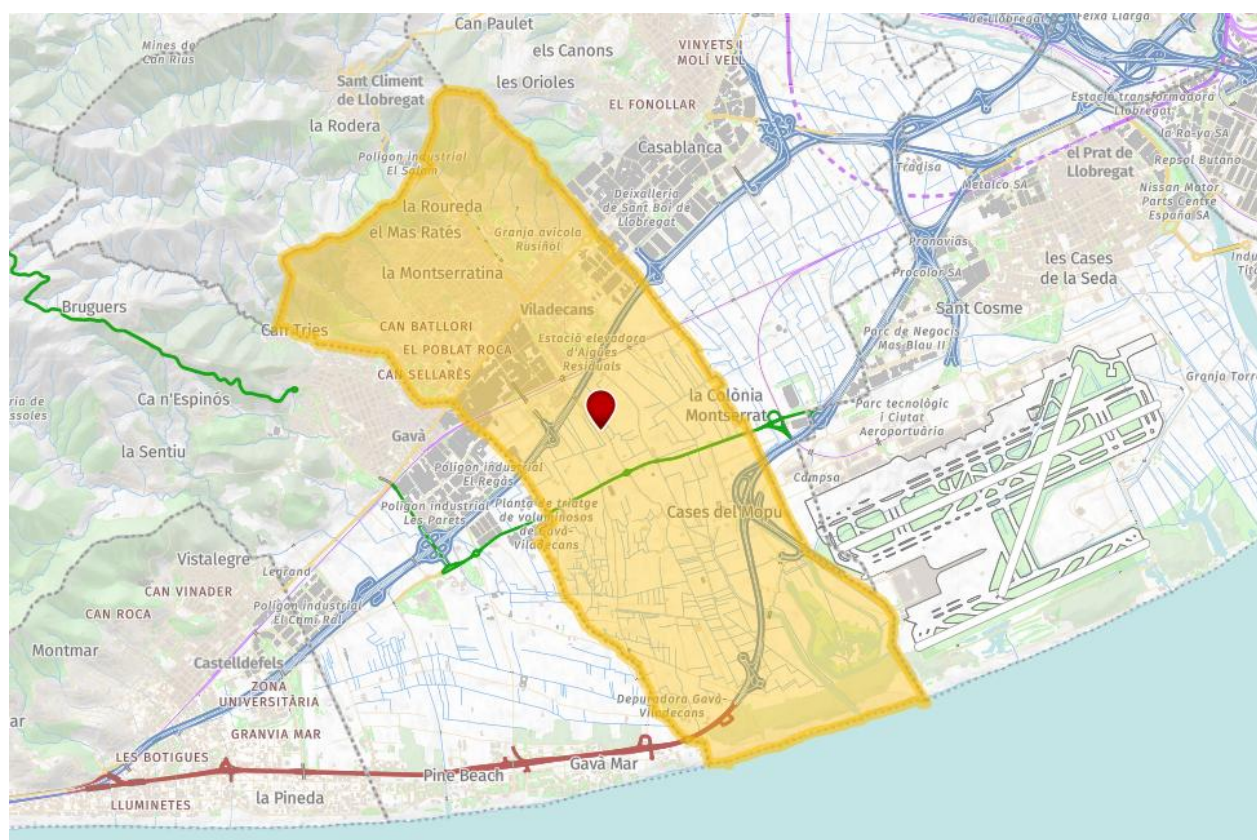 Can Paulet
de Llobregat
Feixa Llarga
Mines de
Can Rius
els Canons
VINYETS I
MOLÍ VELL
Sant Climent
de Llobregat
les Orioles
EL FONOLLAR
Estació transformadora
Llobregat
la Rodera
la Ra-ya SA
Casablanca
el Prat de
Llobregat
Repsol Butano
Polígon industrial
El Salom
Tradisa
Metalco SA
Deixalleria
de Sant Boi de
Llobregat
Nissan Motor
Parts Centre
España SA
la Roureda
el Mas Ratés
Granja avícola
Rusiñol
Pronovias
les Cases
de la Seda
la Montserratina
Procolor SA
Bruguers
Viladecans
Sant Cosme
Can Tries
CAN BATLLORI
Estació elevadora
d'Aigües
Residuals
Parc de Negocis
Mas-Blau II
EL POBLAT ROCA
CAN SELLARÈS
Granja Torre
Ca n'Espinós
la Colònia
Montserrat
Parc tecnològic
i Ciutat
Aeroportuària
Gavà
la Sentiu
Polígon industrial
El Regàs
Campsa
Polígon industrial
Les Parets
Planta de triatge
de voluminosos
de Gavà-
Viladecans
Cases del Mopu
Vistalegre
Legrand
CAN VINADER
Polígon industrial
El Camí Ral
CAN ROCA
Montmar
Castelldefels
ZONA
UNIVERSITÀRIA
Depuradora Gavà-
Viladecans
GRANVIA MAR
LES BOTIGUES
Pine Beach
Gavà Mar
LLUMINETES
la Pineda